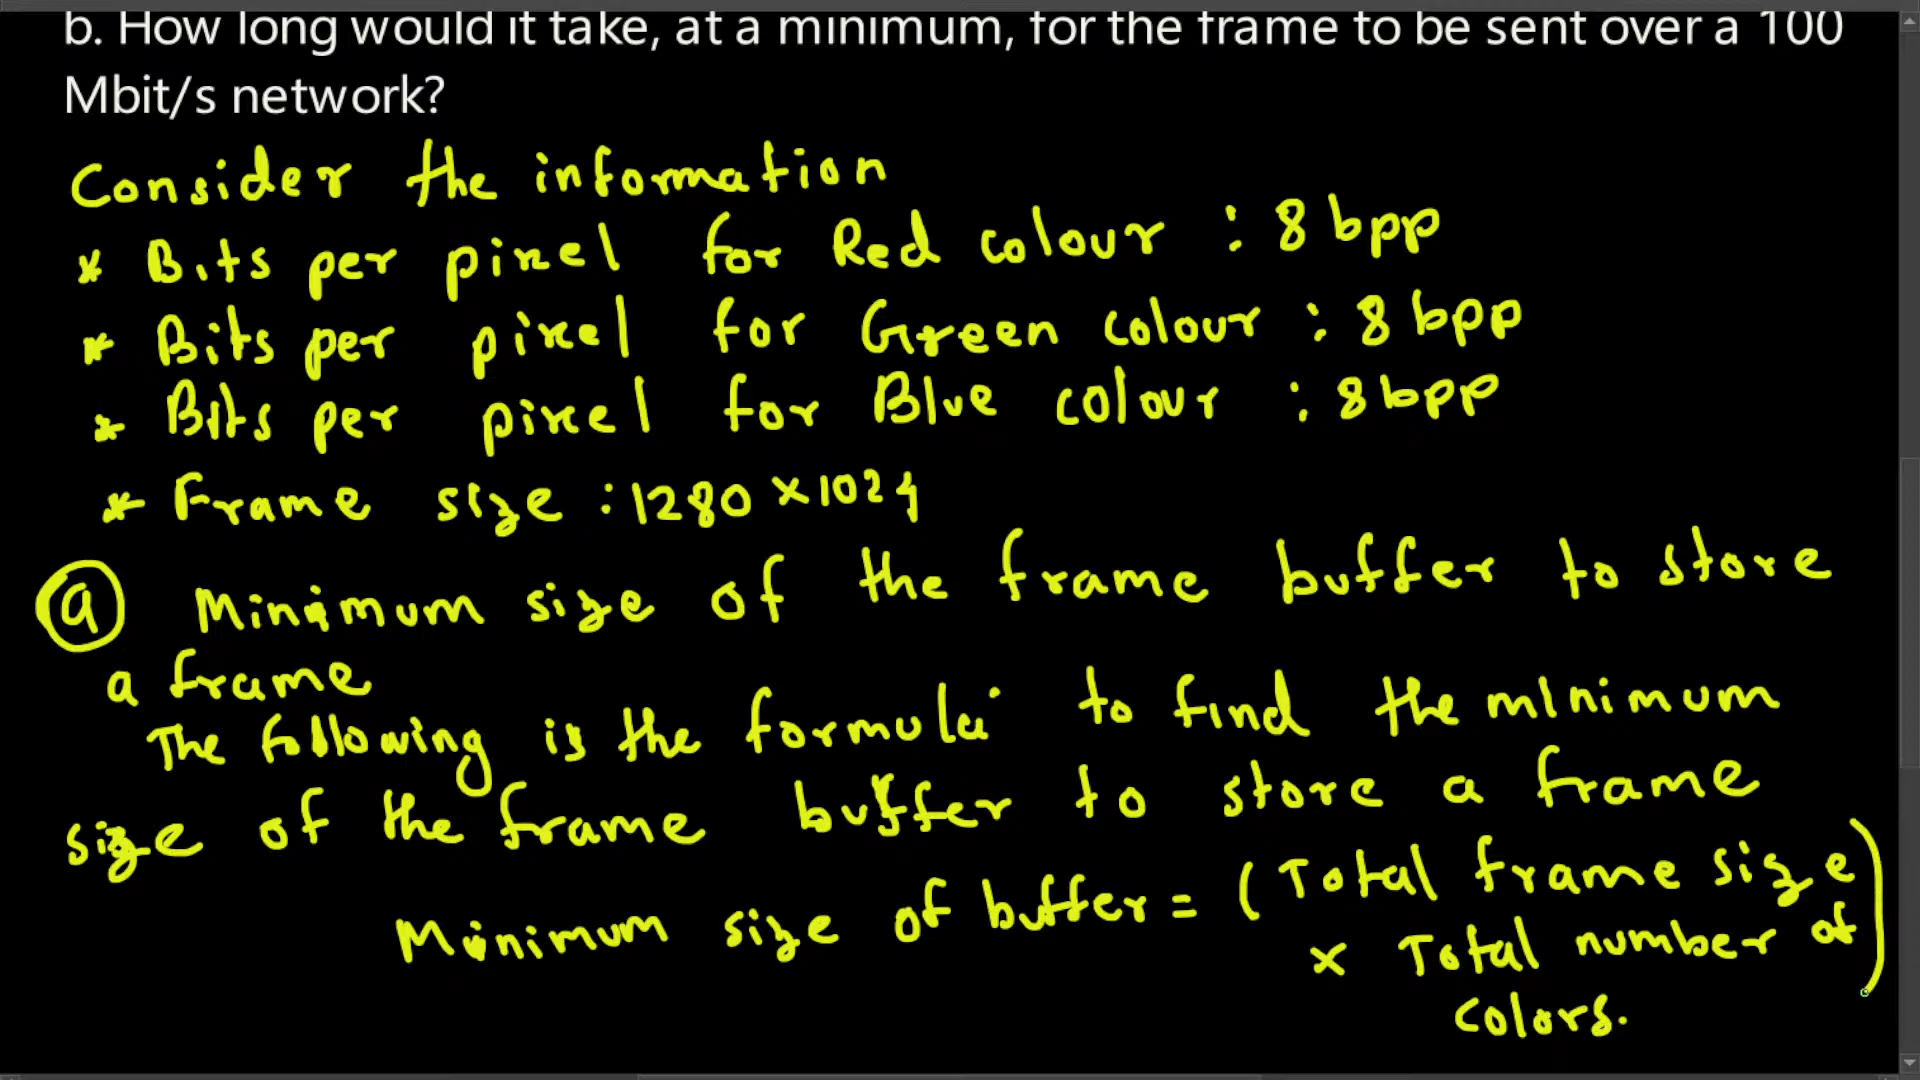 b. How long would it take, at a minimum, for the frame to be sent over a 100
Mbit/s network?
Consider the information
* Bits per pixel for Red colour : 8 bpp
* Bits per pixel for Green colour : 8 bpp
* Bits per pixel for Blue colour : 8 bpp
* Frame size : 1280 × 1024
a Minimum size of the frame buffer to store
a frame
The following is the formula to find the minimum
size of the frame buffer to store a frame
Minimum size of buffer = (Total frame size
× Total number of)
colors.